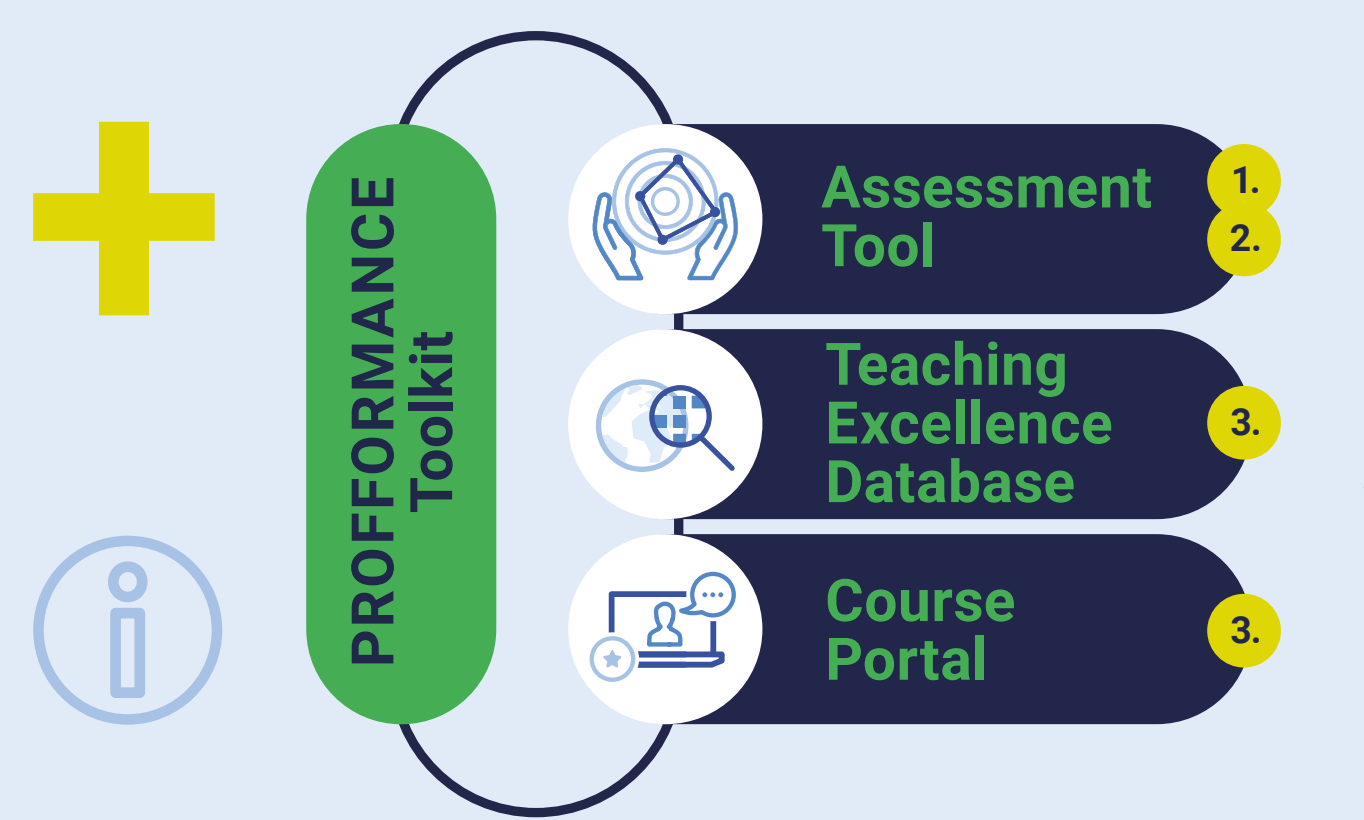 PROFFORMANCE
Toolkit
Assessment
Tool
1.
2.
Teaching
Excellence
Database
3.
Course
Portal
3.